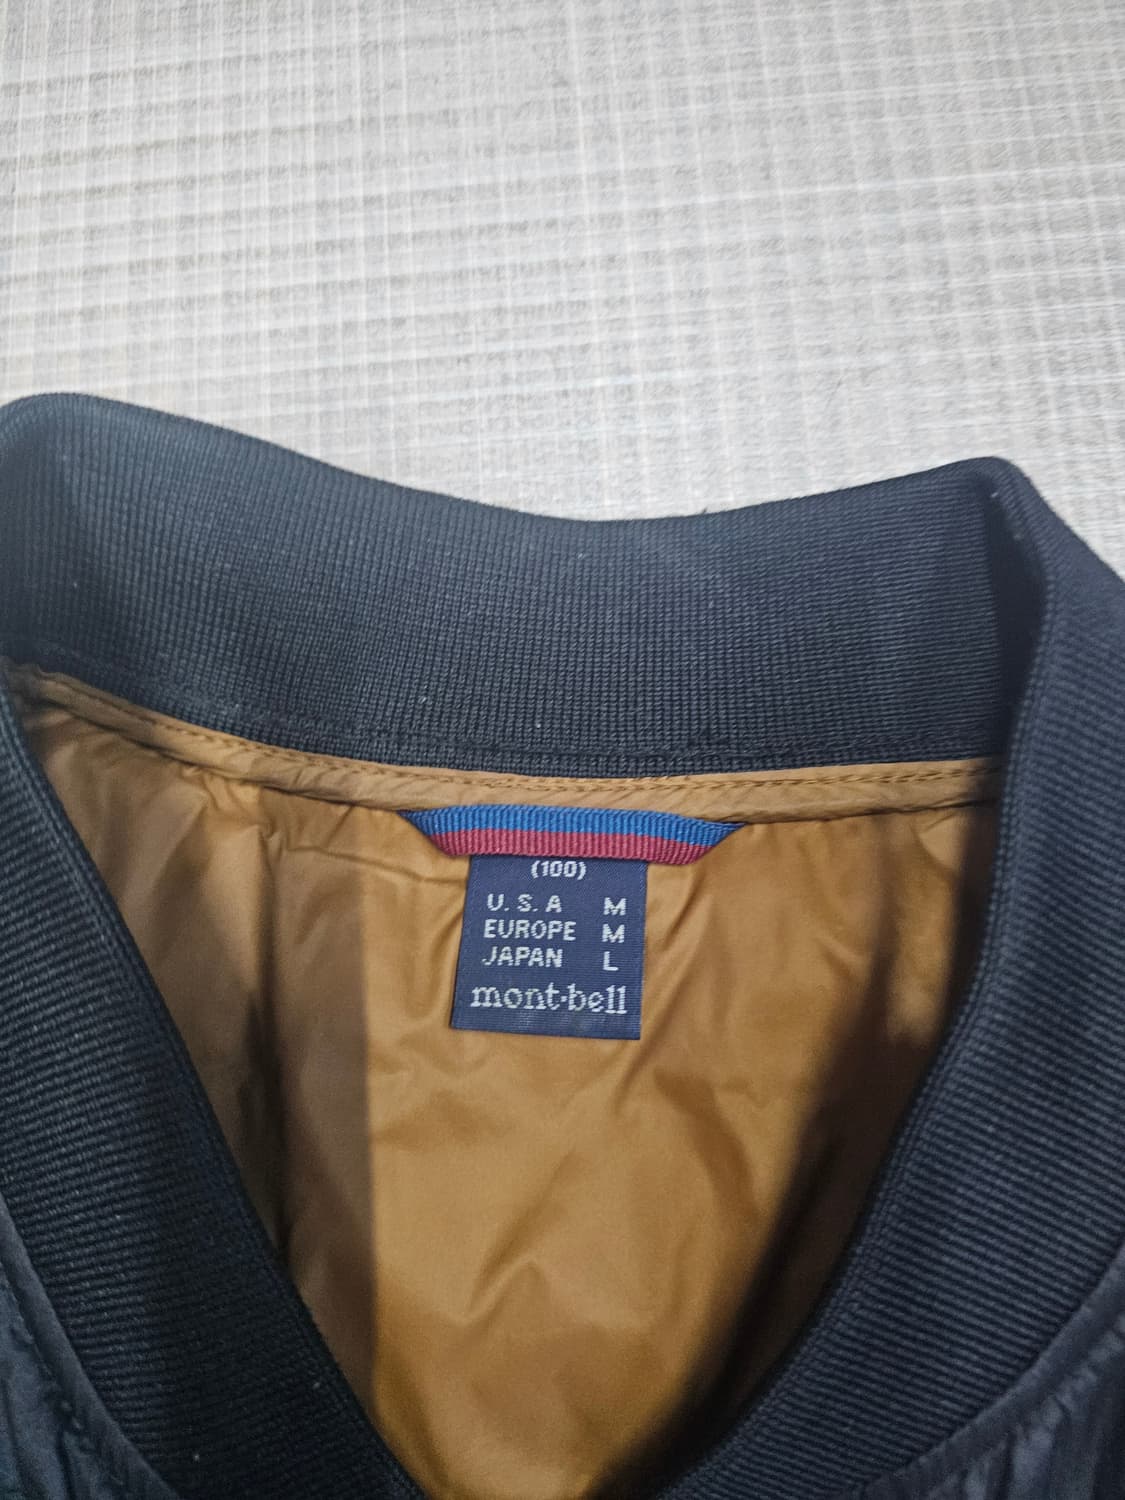 (100)
U.S.A M
EUROPE M
JAPAN L
mont·bell